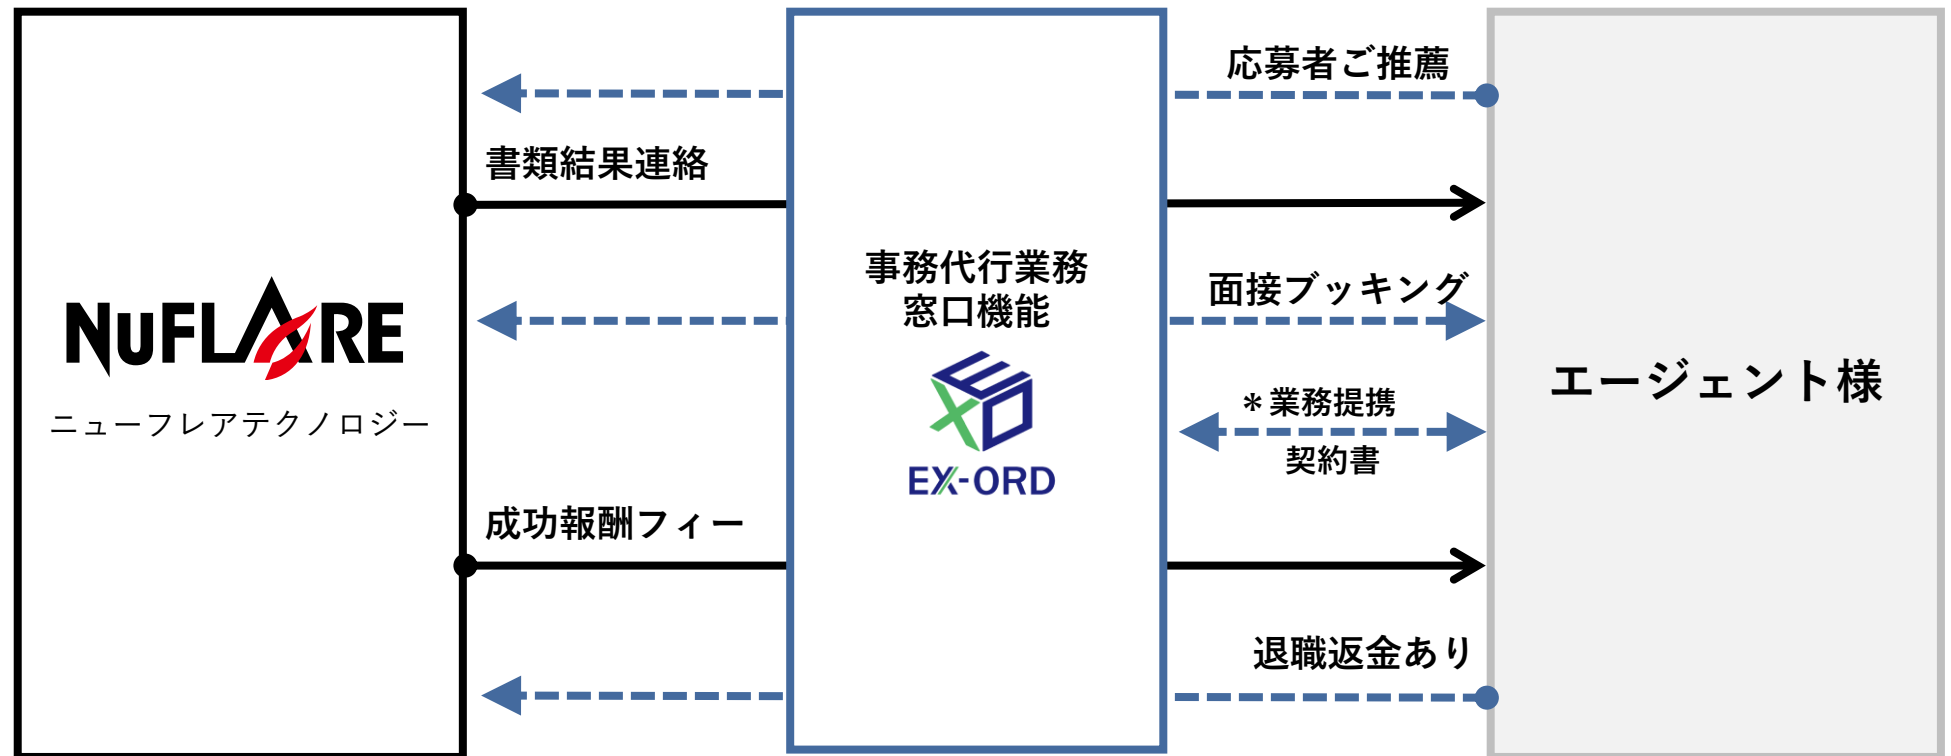 応募者ご推薦
書類結果連絡
事務代行業務
窓口機能
面接ブッキング
NUFLARE
ニューフレアテクノロジー
エージェント様
*業務提携
契約書
EX-ORD
成功報酬フィー
退職返金あり